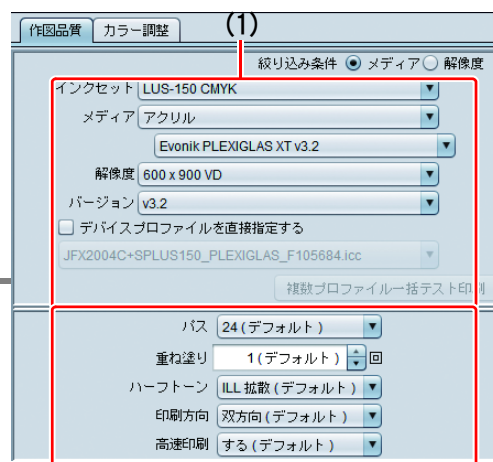 作図品質 カラー調整
(1)
絞り込み条件 メディア 解像度
インクセット LUS-150 CMYK
メディア アクリル
Evonik PLEXIGLAS XT v3.2
解像度 600 x 900 VD
バージョン v3.2
デバイスプロファイルを直接指定する
JFX2004C+SPLUS150_PLEXIGLAS_F105684.icc
複数プロファイル一括テスト印刷
パス 24(デフォルト)
重ね塗り 1(デフォルト) 回
ハーフトーン ILL 拡散(デフォルト)
印刷方向 双方向(デフォルト)
高速印刷 する(デフォルト)